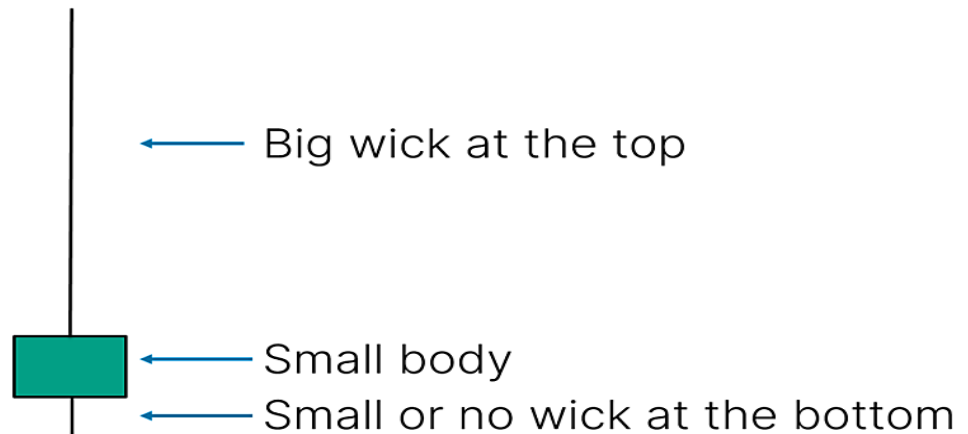 Big wick at the top
Small body
Small or no wick at the bottom